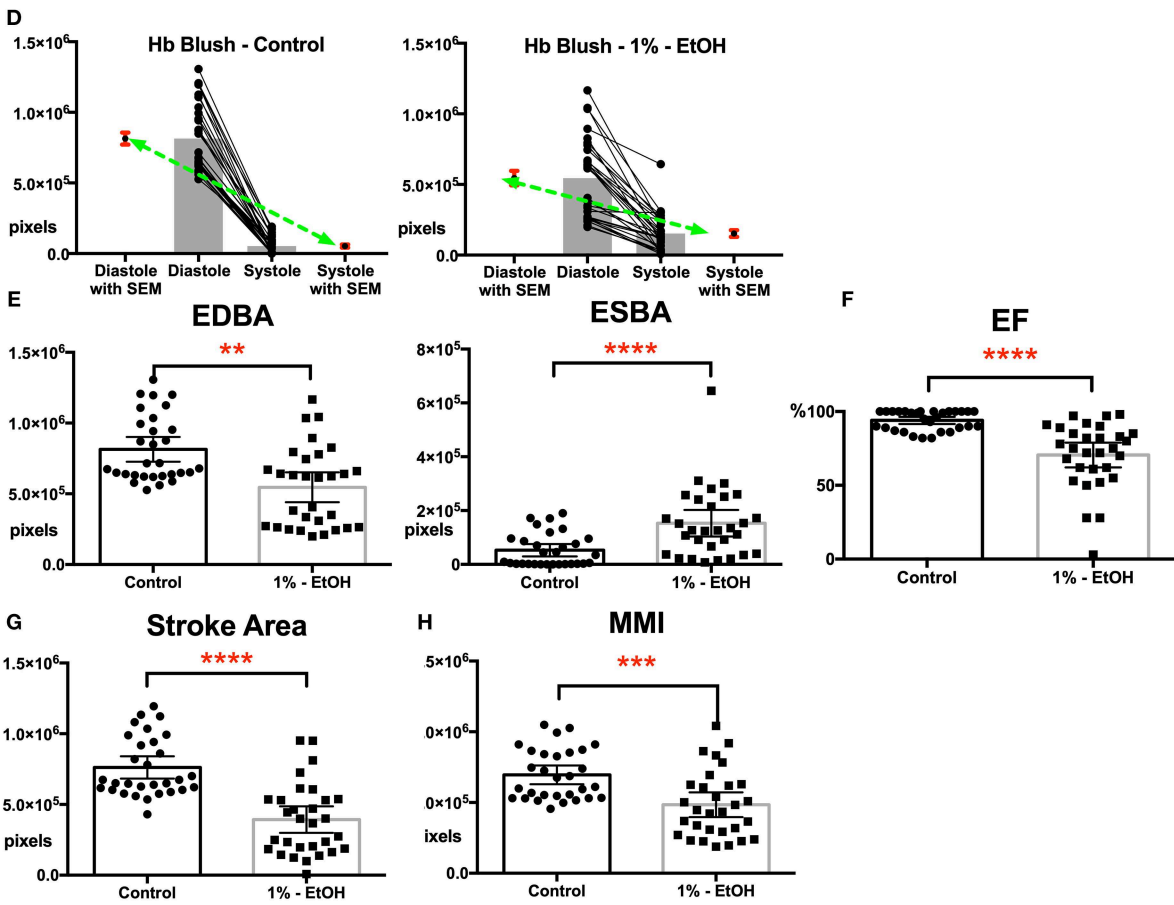 D
Hb Blush - Control
1.5×10⁶
1.0×10⁶
5.0×10⁵
pixels
0.0
Diastole with SEM
Diastole
Systole
Systole with SEM
Hb Blush - 1% - EtOH
1.5×10⁶
1.0×10⁶
5.0×10⁵
pixels
0.0
Diastole with SEM
Diastole
Systole
Systole with SEM
E
EDBA
**
1.5×10⁶
1.0×10⁶
5.0×10⁵
pixels
0.0
Control
1% - EtOH
ESBA
****
8×10⁵
6×10⁵
4×10⁵
2×10⁵
pixels
0
Control
1% - EtOH
F
EF
****
%100
50
0
Control
1% - EtOH
G
Stroke Area
****
1.5×10⁶
1.0×10⁶
5.0×10⁵
pixels
0.0
Control
1% - EtOH
H
MMI
***
.5×10⁶
.0×10⁶
.0×10⁵
ixels
0.0
Control
1% - EtOH